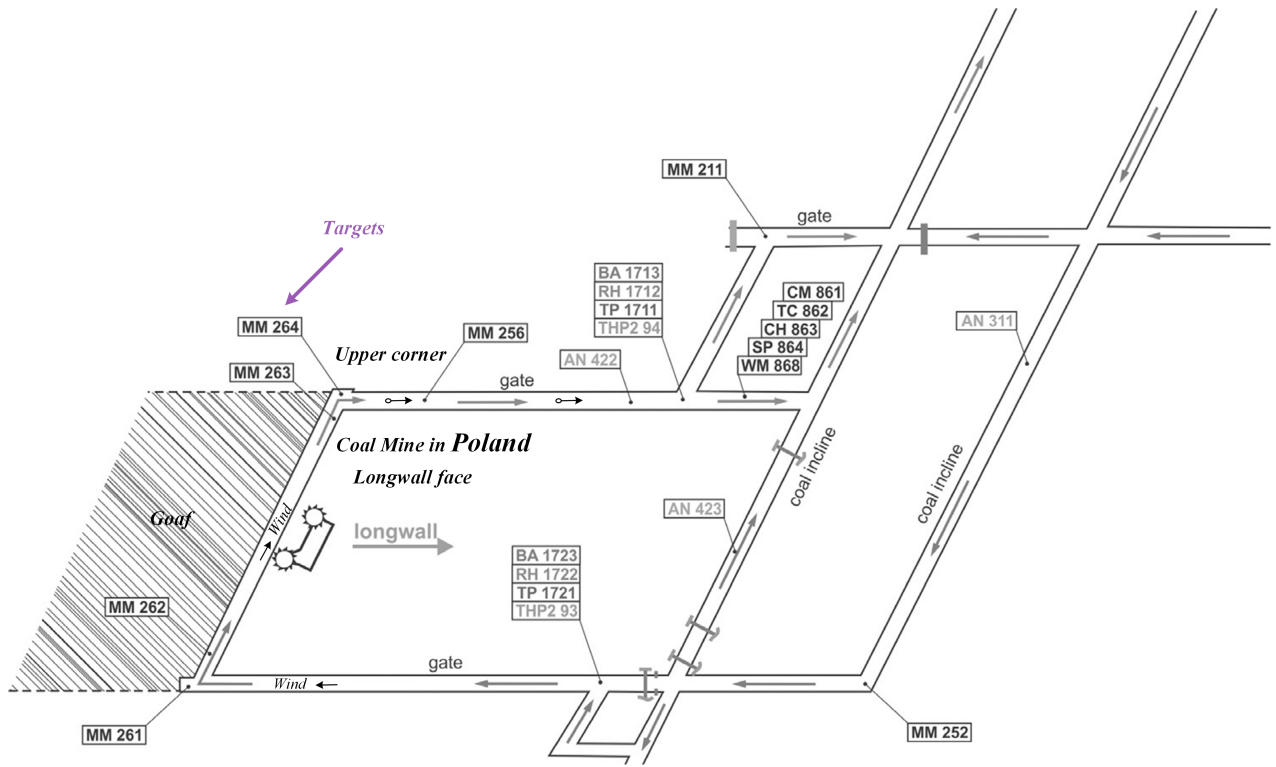 MM 211
gate
Targets
BA 1713
RH 1712
TP 1711
THP2 94
CM 861
TC 862
CH 863
SP 864
WM 868
MM 264
MM 256
AN 311
Upper corner
AN 422
MM 263
gate
Coal Mine in Poland
Longwall face
coal incline
coal incline
Goaf
Wind
longwall
AN 423
BA 1723
RH 1722
TP 1721
THP2 93
MM 262
gate
Wind
MM 261
MM 252